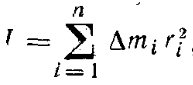 I = \sum_{i=1}^{n} \Delta m_i r_i^2,